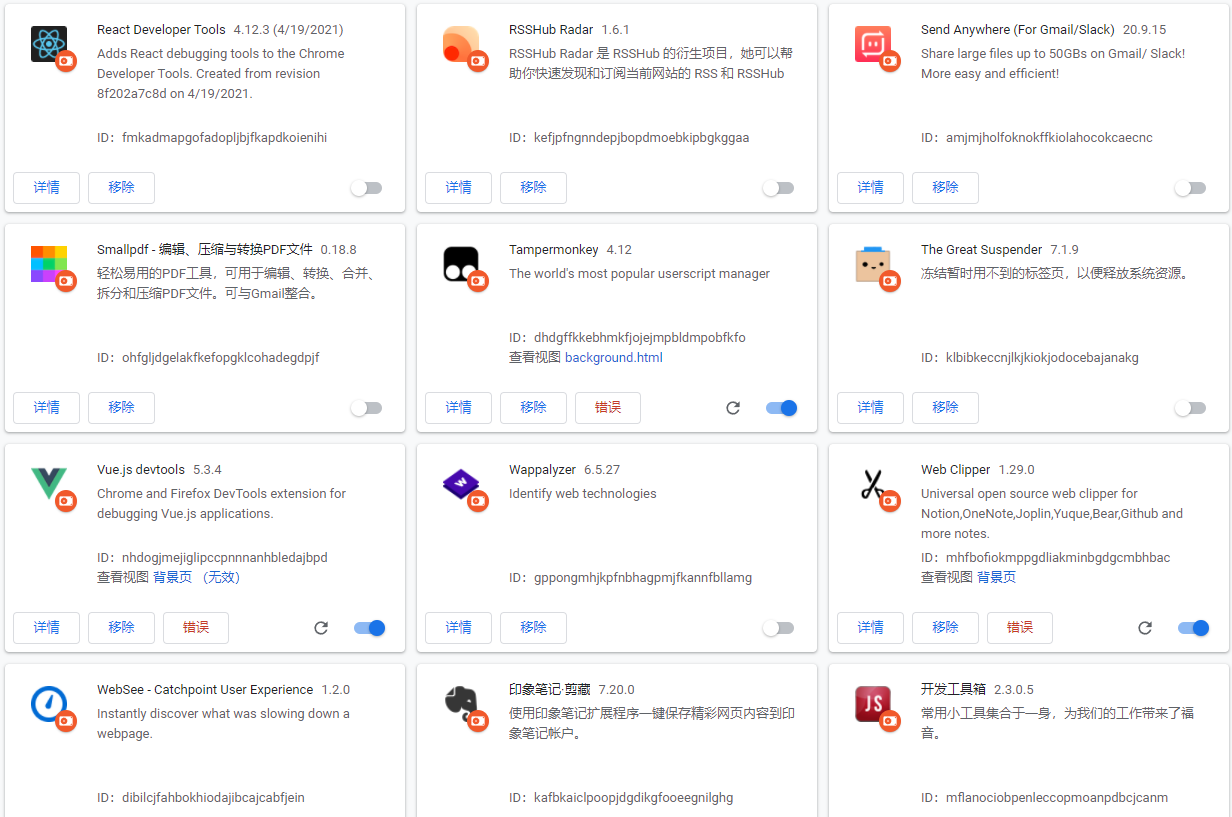 React Developer Tools 4.12.3 (4/19/2021)
Adds React debugging tools to the Chrome
Developer Tools. Created from revision
8f202a7c8d on 4/19/2021.
ID： fmkadmapgofadopljbjfkapdkoienihi
详情 移除
RSSHub Radar 1.6.1
RSSHub Radar 是 RSSHub 的衍生项目，她可以帮
助你快速发现和订阅当前网站的 RSS 和 RSSHub
ID： kefjpfngnndepjbopdmoebkipbgkggaa
详情 移除
Send Anywhere (For Gmail/Slack) 20.9.15
Share large files up to 50GBs on Gmail/ Slack!
More easy and efficient!
ID： amjmjholfoknokffkiolahocokcaecnc
详情 移除
Smallpdf - 编辑、压缩与转换PDF文件 0.18.8
轻松易用的PDF工具，可用于编辑、转换、合并、
拆分和压缩PDF文件。可与Gmail整合。
ID： ohfgljdgelakfkefopgklcohadegdpjf
详情 移除
Tampermonkey 4.12
The world's most popular userscript manager
ID： dhdgffkkebhmkfjojejmpbldmpobfkfo
查看视图 background.html
详情 移除 错误
The Great Suspender 7.1.9
冻结暂时用不到的标签页，以便释放系统资源。
ID： klbibkeccnjlkjkiokjodocebajanakg
详情 移除
Vue.js devtools 5.3.4
Chrome and Firefox DevTools extension for
debugging Vue.js applications.
ID： nhdogjmejiglipccpnnnanhbledajbpd
查看视图 背景页 （无效）
详情 移除 错误
W
Wappalyzer 6.5.27
Identify web technologies
ID： gppongmhjkpfnbhagpmjfkannfbllamg
详情 移除
Web Clipper 1.29.0
Universal open source web clipper for
Notion,OneNote,Joplin,Yuque,Bear,Github and
more notes.
ID： mhfbofiokmppgdliakminbgdgcmbhbac
查看视图 背景页
详情 移除 错误
WebSee - Catchpoint User Experience 1.2.0
Instantly discover what was slowing down a
webpage.
ID： dibilcjfahbokhiodajibcajcabfjein
印象笔记·剪藏 7.20.0
使用印象笔记扩展程序一键保存精彩网页内容到印
象笔记帐户。
ID： kafbkaiclpoopjdgdikgfooeegnilghg
JS
开发工具箱 2.3.0.5
常用小工具集合于一身，为我们的工作带来了福
音。
ID： mflanociobpenleccopmoanpdbcjcanm